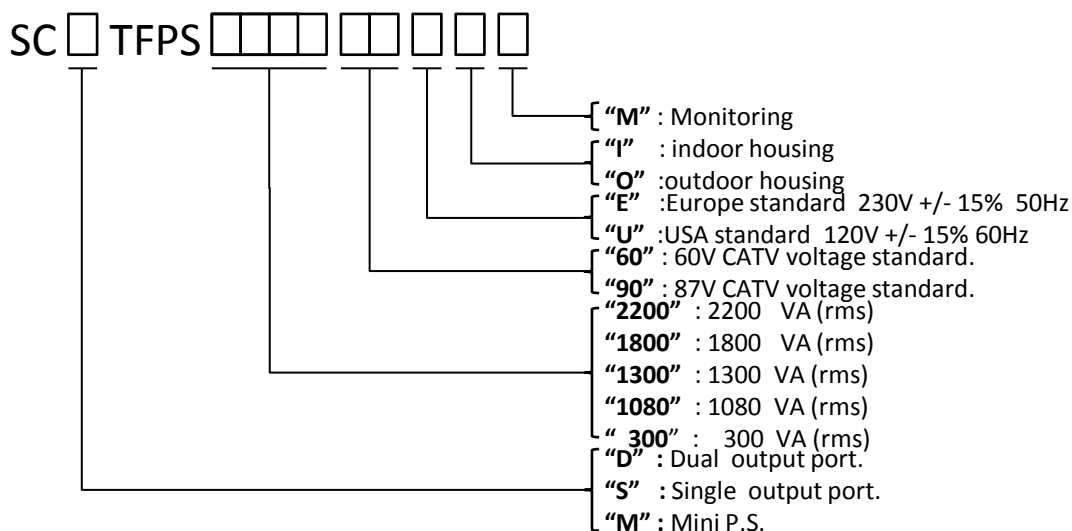 SC TFPS
“M” : Monitoring
“I” : indoor housing
“O” :outdoor housing
“E” :Europe standard 230V +/- 15% 50Hz
“U” :USA standard 120V +/- 15% 60Hz
“60” : 60V CATV voltage standard.
“90” : 87V CATV voltage standard.
“2200” : 2200 VA (rms)
“1800” : 1800 VA (rms)
“1300” : 1300 VA (rms)
“1080” : 1080 VA (rms)
“ 300” : 300 VA (rms)
“D” : Dual output port.
“S” : Single output port.
“M” : Mini P.S.